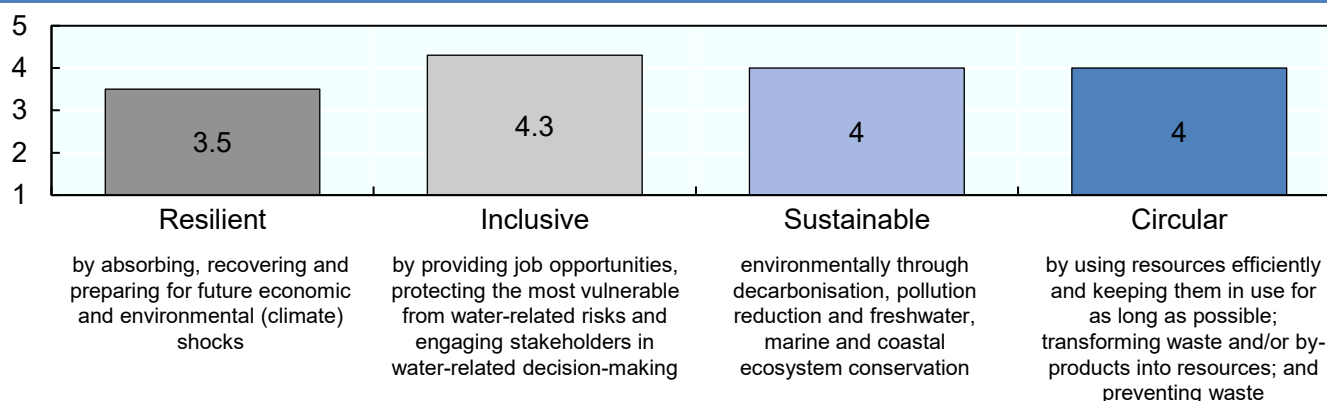 5
4
3
2
1
3.5
4.3
4
4
Resilient
Inclusive
Sustainable
Circular
by absorbing, recovering and
preparing for future economic
and environmental (climate)
shocks
by providing job opportunities,
protecting the most vulnerable
from water-related risks and
engaging stakeholders in
water-related decision-making
environmentally through
decarbonisation, pollution
reduction and freshwater,
marine and coastal
ecosystem conservation
by using resources efficiently
and keeping them in use for
as long as possible;
transforming waste and/or by-
products into resources; and
preventing waste